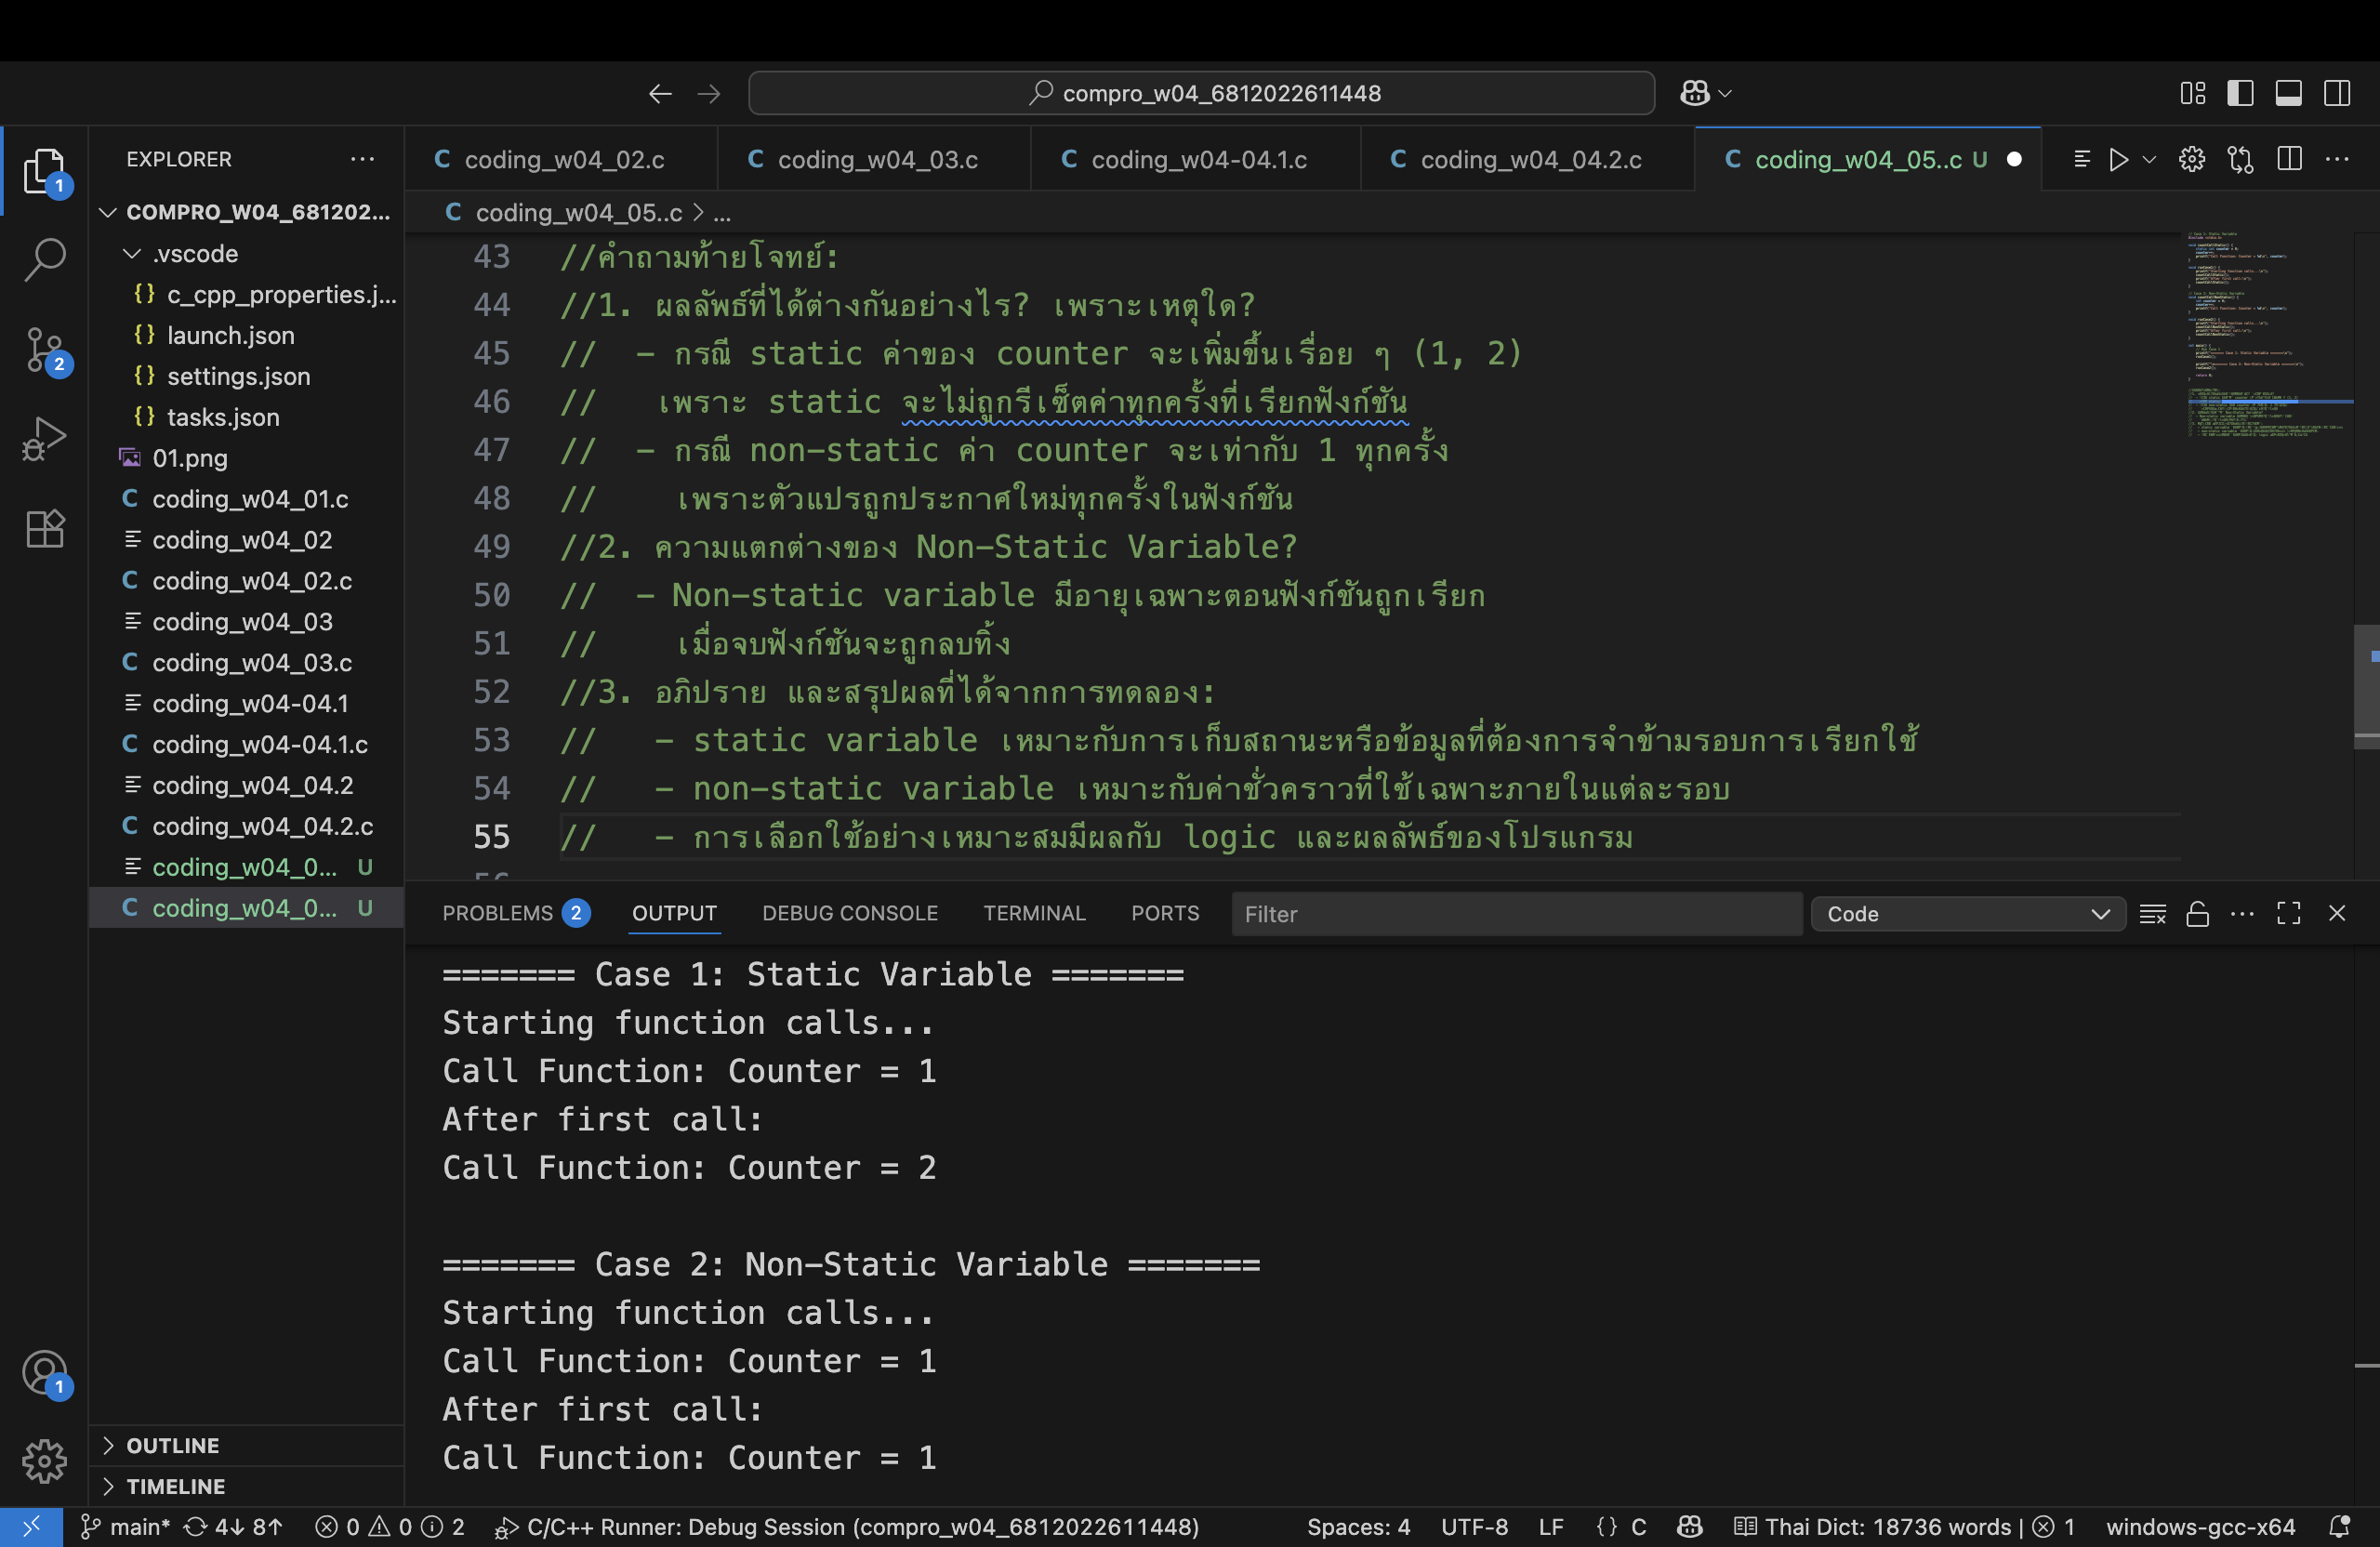 compro_w04_6812022611448
EXPLORER
coding_w04_02.c
coding_w04_03.c
coding_w04-04.1.c
coding_w04_04.2.c
coding_w04_05..c U
COMPRO_W04_681202...
coding_w04_05..c > ...
.vscode
c_cpp_properties.j...
launch.json
settings.json
tasks.json
01.png
coding_w04_01.c
coding_w04_02
coding_w04_02.c
coding_w04_03
coding_w04_03.c
coding_w04-04.1
coding_w04-04.1.c
coding_w04_04.2
coding_w04_04.2.c
coding_w04_0... U
coding_w04_0... U
OUTLINE
TIMELINE
43 //คำถามท้ายโจทย์:
44 //1. ผลลัพธ์ที่ได้ต่างกันอย่างไร? เพราะเหตุใด?
45 //  - กรณี static ค่าของ counter จะเพิ่มขึ้นเรื่อย ๆ (1, 2)
46 //   เพราะ static จะไม่ถูกรีเซ็ตค่าทุกครั้งที่เรียกฟังก์ชัน
47 //  - กรณี non-static ค่า counter จะเท่ากับ 1 ทุกครั้ง
48 //    เพราะตัวแปรถูกประกาศใหม่ทุกครั้งในฟังก์ชัน
49 //2. ความแตกต่างของ Non-Static Variable?
50 //  - Non-static variable มีอายุเฉพาะตอนฟังก์ชันถูกเรียก
51 //    เมื่อจบฟังก์ชันจะถูกลบทิ้ง
52 //3. อภิปราย และสรุปผลที่ได้จากการทดลอง:
53 //   - static variable เหมาะกับการเก็บสถานะหรือข้อมูลที่ต้องการจำข้ามรอบการเรียกใช้
54 //   - non-static variable เหมาะกับค่าชั่วคราวที่ใช้เฉพาะภายในแต่ละรอบ
55 //   - การเลือกใช้อย่างเหมาะสมมีผลกับ logic และผลลัพธ์ของโปรแกรม
PROBLEMS 2 OUTPUT DEBUG CONSOLE TERMINAL PORTS Filter Code
======= Case 1: Static Variable =======
Starting function calls...
Call Function: Counter = 1
After first call:
Call Function: Counter = 2
======= Case 2: Non-Static Variable =======
Starting function calls...
Call Function: Counter = 1
After first call:
Call Function: Counter = 1
main* 4↓ 8↑ 0 0 2 C/C++ Runner: Debug Session (compro_w04_6812022611448) Spaces: 4 UTF-8 LF {} C Thai Dict: 18736 words | 1 windows-gcc-x64